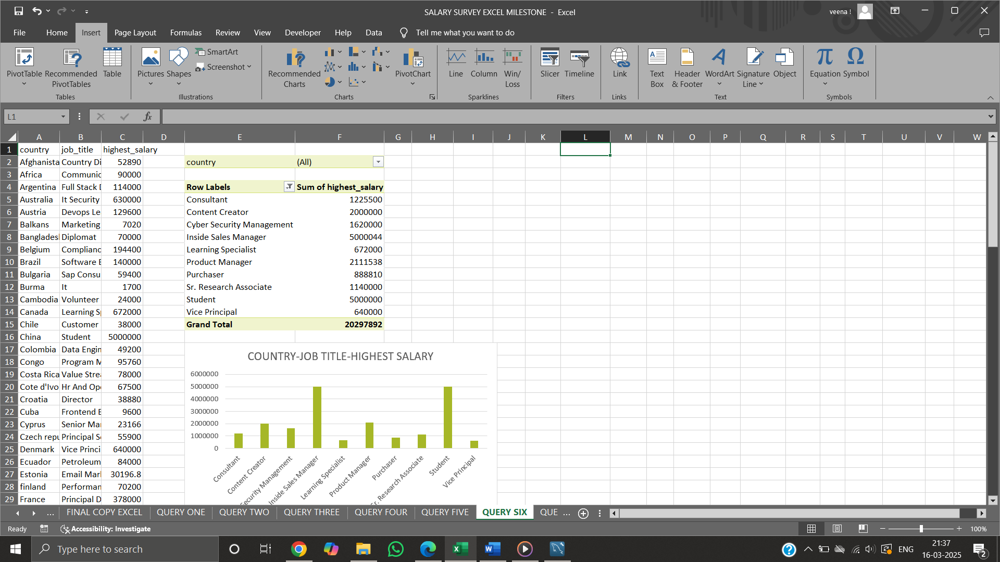 SALARY SURVEY EXCEL MILESTONE - Excel
veena !
File Home Insert Page Layout Formulas Review View Developer Help Data Tell me what you want to do
PivotTable
Recommended PivotTables
Table
Tables
Pictures
Shapes
SmartArt
Screenshot
Illustrations
Recommended Charts
PivotChart
Charts
Line
Column
Win/ Loss
Sparklines
Slicer
Timeline
Filters
Link
Links
Text Box
Header & Footer
WordArt
Signature Line
Object
Text
Equation
Symbol
Symbols
L1
fx
A B C D E F G H I J K L M N O P Q R S T U V W
1 country job_title highest_salary
2 Afghanista Country Di 52890 country (All)
3 Africa Communic 90000
4 Argentina Full Stack D 114000 Row Labels Sum of highest_salary
5 Australia It Security 630000 Consultant 1225500
6 Austria Devops Le 129600 Content Creator 2000000
7 Balkans Marketing 7020 Cyber Security Management 1620000
8 Banglades Diplomat 70000 Inside Sales Manager 5000044
9 Belgium Complianc 194400 Learning Specialist 672000
10 Brazil Software E 140000 Product Manager 2111538
11 Bulgaria Sap Consu 59400 Purchaser 888810
12 Burma It 1700 Sr. Research Associate 1140000
13 Cambodia Volunteer 24000 Student 5000000
14 Canada Learning Sp 672000 Vice Principal 640000
15 Chile Customer 38000 Grand Total 20297892
16 China Student 5000000
17 Colombia Data Engin 49200
18 Congo Program M 95760
19 Costa Rica Value Strea 78000
20 Cote d'Ivo Hr And Ope 67500
21 Croatia Director 38880
22 Cuba Frontend E 9600
23 Cyprus Senior Mar 23166
24 Czech repu Principal So 55900
25 Denmark Vice Princi 640000
26 Ecuador Petroleum 84000
27 Estonia Email Mark 30196.8
28 finland Performan 70200
29 France Principal D 378000
COUNTRY-JOB TITLE-HIGHEST SALARY
6000000
5000000
4000000
3000000
2000000
1000000
0
Consultant
Content Creator
Security Management
Inside Sales Manager
Learning Specialist
Product Manager
Purchaser
Sr. Research Associate
Student
Vice Principal
... FINAL COPY EXCEL QUERY ONE QUERY TWO QUERY THREE QUERY FOUR QUERY FIVE QUERY SIX QUE ...
Ready Accessibility: Investigate 100%
Type here to search
ENG
21:37
16-03-2025
2